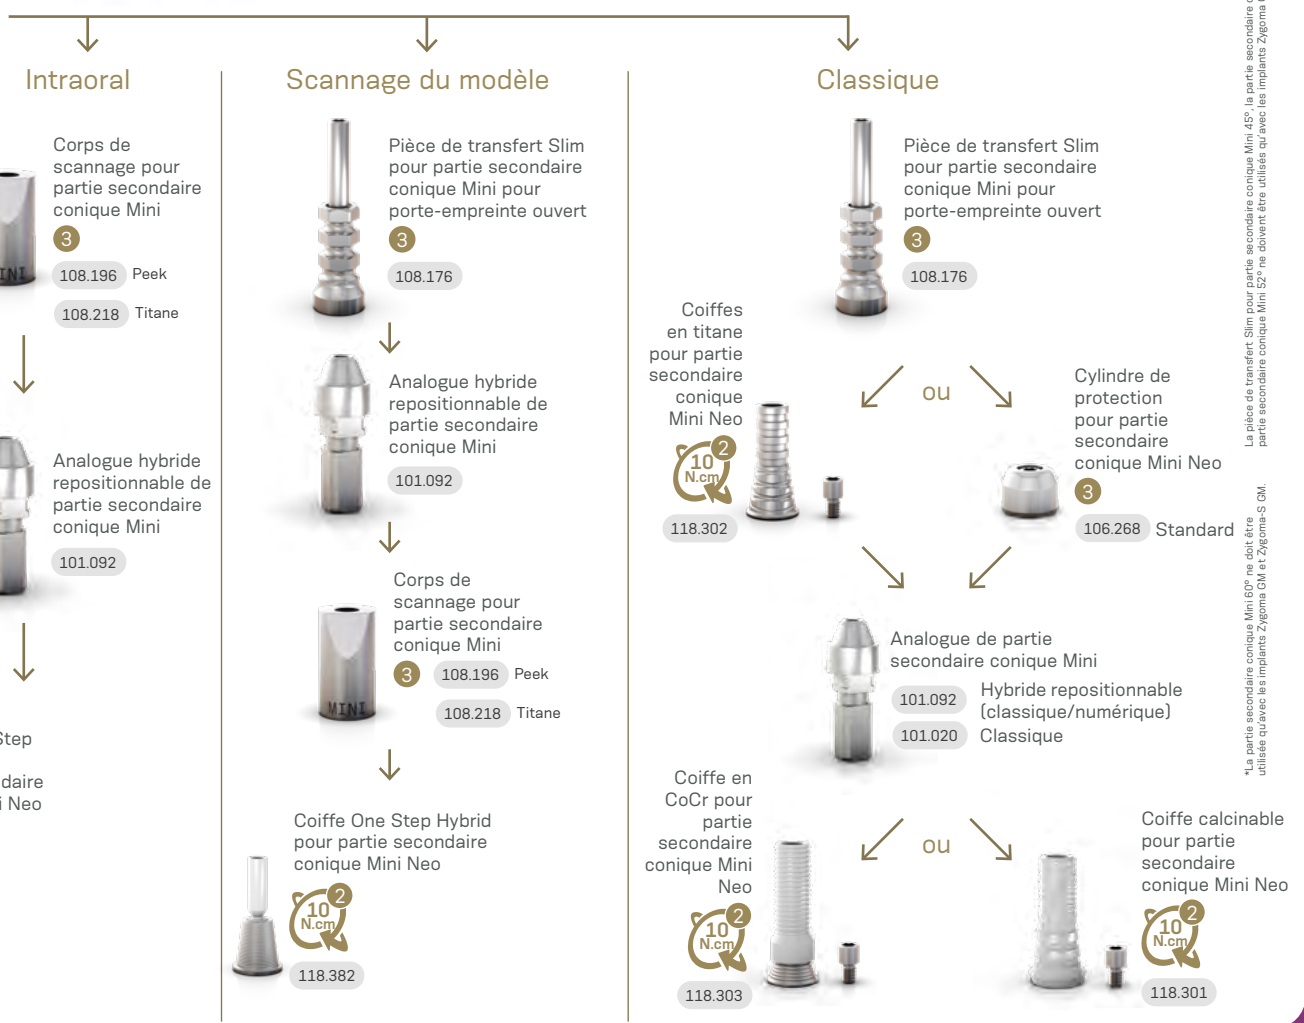 Intraoral
Corps de
scannage pour
partie secondaire
conique Mini
3
108.196 Peek
108.218 Titane
INI
Analogue hybride
repositionnable de
partie secondaire
conique Mini
101.092
Step
daire
i Neo
Scannage du modèle
Pièce de transfert Slim
pour partie secondaire
conique Mini pour
porte-empreinte ouvert
3
108.176
Analogue hybride
repositionnable de
partie secondaire
conique Mini
101.092
Corps de
scannage pour
partie secondaire
conique Mini
3 108.196 Peek
108.218 Titane
MINI
Coiffe One Step Hybrid
pour partie secondaire
conique Mini Neo
2
10
N.cm
118.382
Classique
Pièce de transfert Slim
pour partie secondaire
conique Mini pour
porte-empreinte ouvert
3
108.176
Coiffes
en titane
pour partie
secondaire
conique
Mini Neo
2
10
N.cm
118.302
ou
Cylindre de
protection
pour partie
secondaire
conique Mini Neo
3
106.268 Standard
Analogue de partie
secondaire conique Mini
101.092 Hybride repositionnable
(classique/numérique)
101.020 Classique
Coiffe en
CoCr pour
partie
secondaire
conique Mini
Neo
2
10
N.cm
118.303
ou
Coiffe calcinable
pour partie
secondaire
conique Mini Neo
2
10
N.cm
118.301
La pièce de transfert Slim pour partie secondaire conique Mini 45°, la partie secondaire
partie secondaire conique Mini 52° ne doivent être utilisés qu'avec les implants Zygoma
*La partie secondaire conique Mini 60° ne doit être
utilisée qu'avec les implants Zygoma GM et Zygoma-S GM.